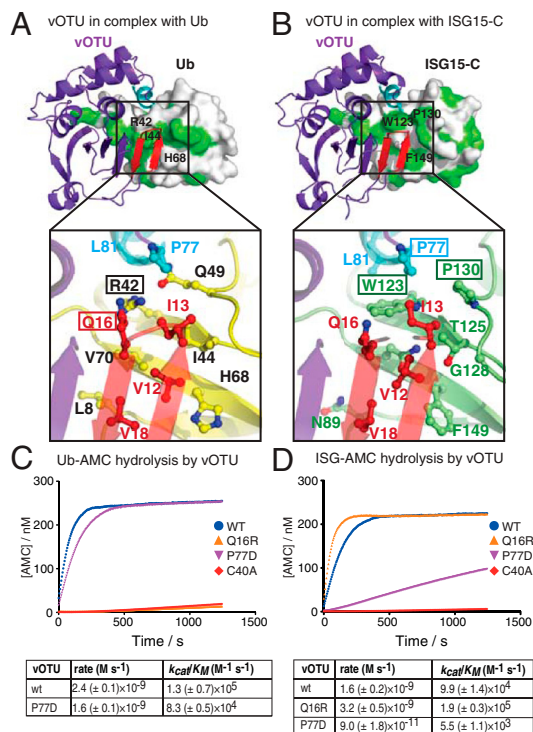 A vOTU in complex with Ub
vOTU
Ub
R42
I44
H68
L81 P77
Q49
R42
I13
Q16
V70
I44
H68
V12
L8
V18
B vOTU in complex with ISG15-C
vOTU
ISG15-C
W123 P130
F149
L81 P77
P130
W123
I13
Q16
T125
G128
V12
N89
V18
F149
C Ub-AMC hydrolysis by vOTU
[AMC] / nM
300
200
100
0
0 500 1000 1500
Time / s
WT
Q16R
P77D
C40A
vOTU rate (M s-1) kcat/KM (M-1 s-1)
wt 2.4 (± 0.1)×10-9 1.3 (± 0.7)×105
P77D 1.6 (± 0.1)×10-9 8.3 (± 0.5)×104
D ISG-AMC hydrolysis by vOTU
[AMC] / nM
300
200
100
0
0 500 1000 1500
Time / s
WT
Q16R
P77D
C40A
vOTU rate (M s-1) kcat/KM (M-1 s-1)
wt 1.6 (± 0.2)×10-9 9.9 (± 1.4)×104
Q16R 3.2 (± 0.5)×10-9 1.9 (± 0.3)×105
P77D 9.0 (± 1.8)×10-11 5.5 (± 1.1)×103